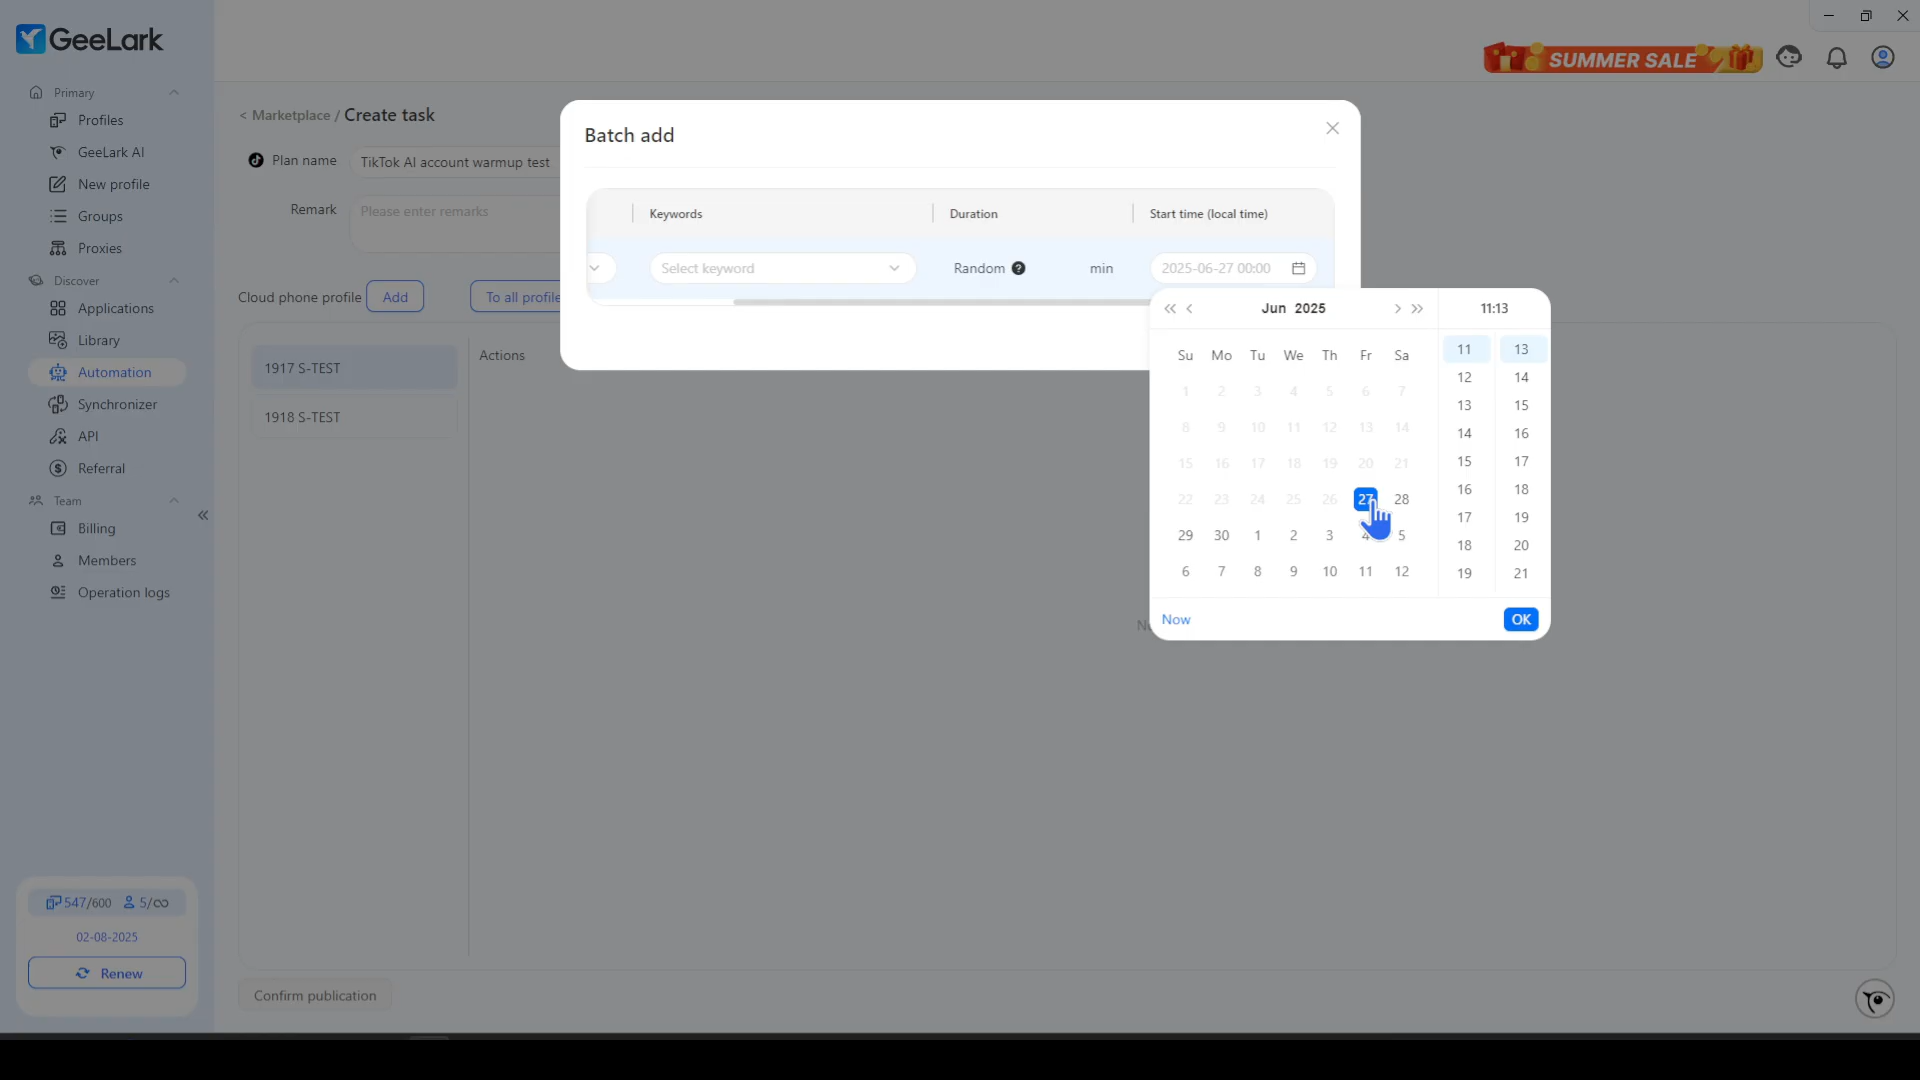 GeeLark
SUMMER SALE
Primary
Profiles
GeeLark AI
New profile
Groups
Proxies
Discover
Applications
Library
Automation
Synchronizer
API
Referral
Team
Billing
Members
Operation logs
547/600 5/∞
02-08-2025
Renew
< Marketplace / Create task
Plan name TikTok AI account warmup test
Remark Please enter remarks
Cloud phone profile Add To all profile
1917 S-TEST
1918 S-TEST
Actions
Confirm publication
Batch add
Keywords Duration Start time (local time)
Select keyword Random ? min 2025-06-27 00:00
Jun 2025 11:13
Su Mo Tu We Th Fr Sa
1 2 3 4 5 6 7
8 9 10 11 12 13 14
15 16 17 18 19 20 21
22 23 24 25 26 27 28
29 30 1 2 3 4 5
6 7 8 9 10 11 12
11 13
12 14
13 15
14 16
15 17
16 18
17 19
18 20
19 21
Now OK